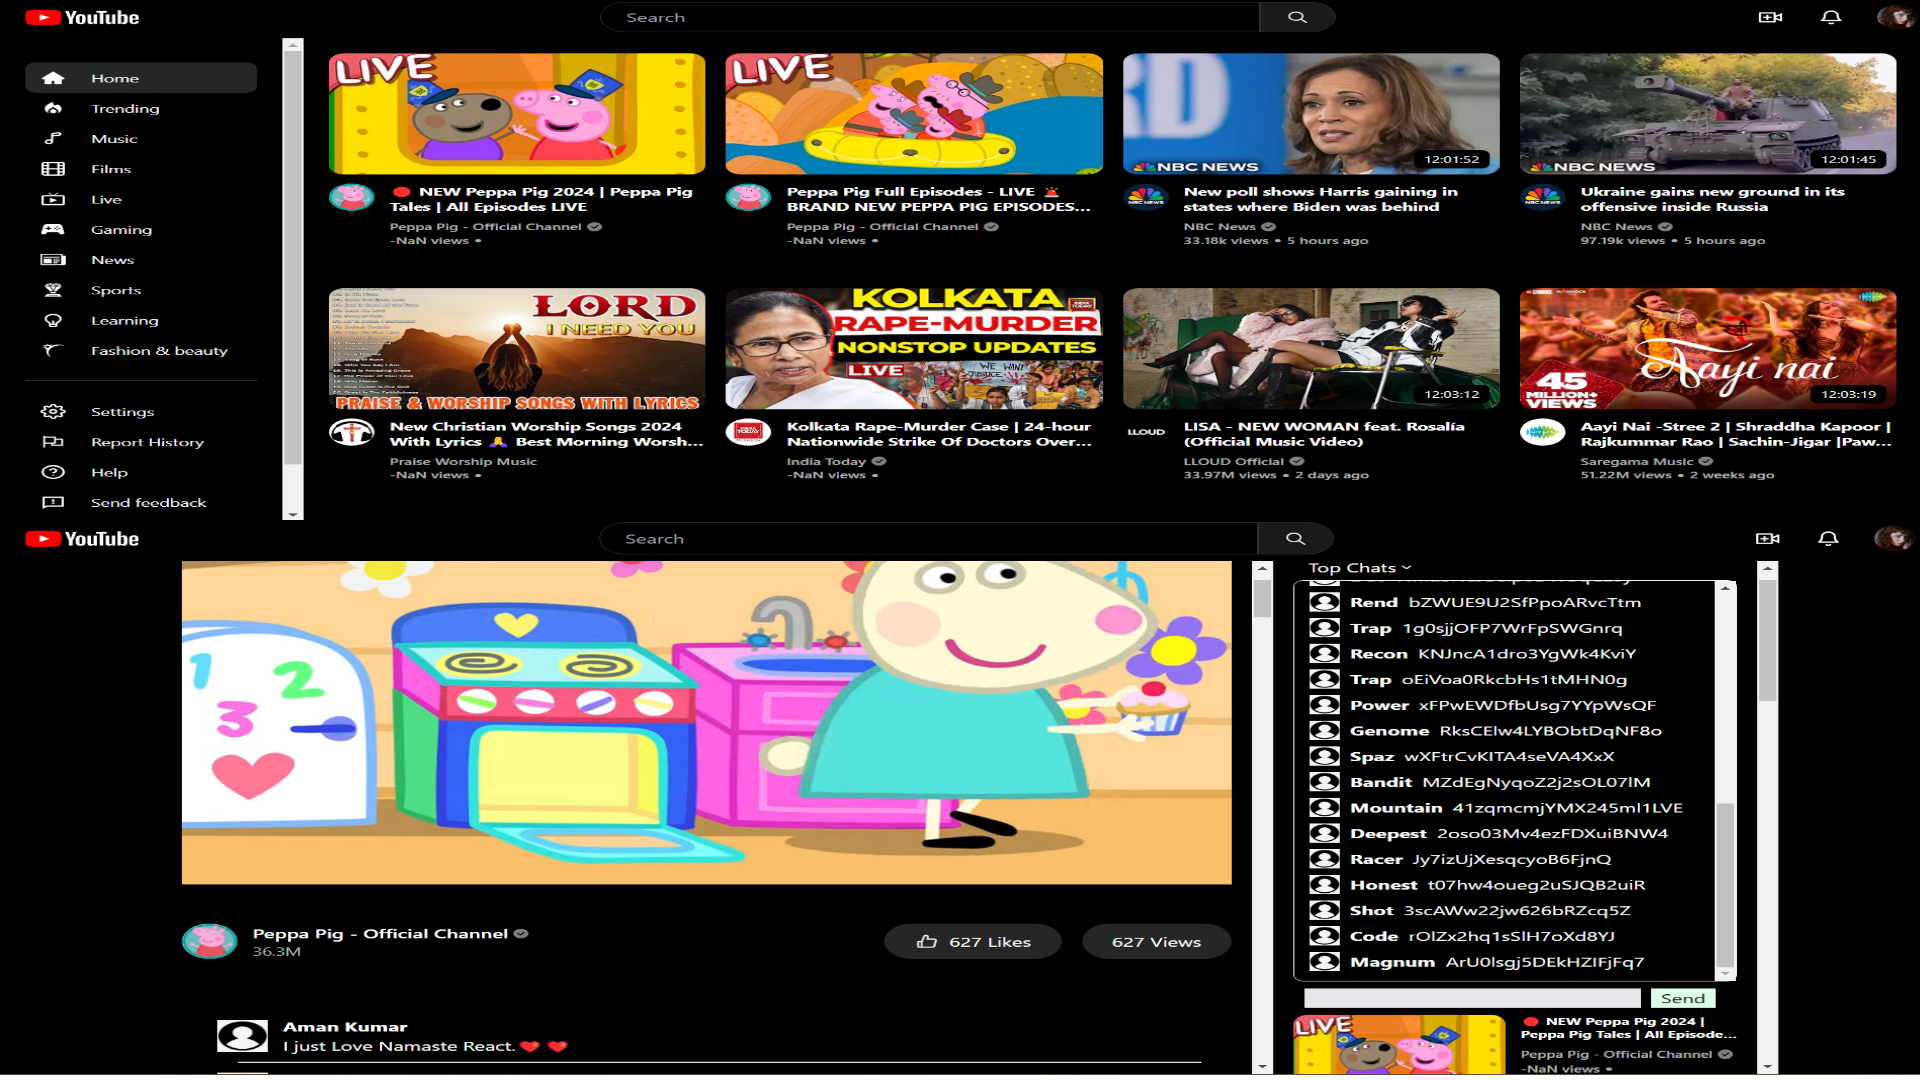 YouTube
Search
Home
Trending
Music
Films
Live
Gaming
News
Sports
Learning
Fashion & beauty
Settings
Report History
Help
Send feedback
LIVE
🔴 NEW Peppa Pig 2024 | Peppa Pig
Tales | All Episodes LIVE
Peppa Pig - Official Channel
-NaN views •
LIVE
Peppa Pig Full Episodes - LIVE 🚨
BRAND NEW PEPPA PIG EPISODES...
Peppa Pig - Official Channel
-NaN views •
RD
NBC NEWS
12:01:52
NBC NEWS
New poll shows Harris gaining in
states where Biden was behind
NBC News
33.18k views • 5 hours ago
NBC NEWS
12:01:45
NBC NEWS
Ukraine gains new ground in its
offensive inside Russia
NBC News
97.19k views • 5 hours ago
LORD
I NEED YOU
PRAISE & WORSHIP SONGS WITH LYRICS
New Christian Worship Songs 2024
With Lyrics 🙏 Best Morning Worsh...
Praise Worship Music
-NaN views •
KOLKATA
RAPE-MURDER
NONSTOP UPDATES
LIVE
WE WANT
JUSTICE
INDIA TODAY
Kolkata Rape-Murder Case | 24-hour
Nationwide Strike Of Doctors Over...
India Today
-NaN views •
12:03:12
LLOUD
LISA - NEW WOMAN feat. Rosalía
(Official Music Video)
LLOUD Official
33.97M views • 2 days ago
स्त्री
Aayi nai
45
MILLION+
VIEWS
12:03:19
Aayi Nai -Stree 2 | Shraddha Kapoor |
Rajkummar Rao | Sachin-Jigar |Paw...
Saregama Music
51.22M views • 2 weeks ago
YouTube
Search
1
2
3
Peppa Pig - Official Channel
36.3M
627 Likes
627 Views
Aman Kumar
I just Love Namaste React.❤️ ❤️
Top Chats
Rend bZWUE9U2SfPpoARvcTtm
Trap 1g0sjjOFP7WrFpSWGnrq
Recon KNJncA1dro3YgWk4KviY
Trap oEiVoa0RkcbHs1tMHN0g
Power xFPwEWDfbUsg7YYpWsQF
Genome RksCElw4LYBObtDqNF8o
Spaz wXFtrCvKITA4seVA4XxX
Bandit MZdEgNyqoZ2j2sOL07lM
Mountain 41zqmcmjYMX245ml1LVE
Deepest 2oso03Mv4ezFDXuiBNW4
Racer Jy7izUjXesqcyoB6FjnQ
Honest t07hw4oueg2uSJQB2uiR
Shot 3scAWw22jw626bRZcq5Z
Code rOlZx2hq1sSlH7oXd8YJ
Magnum ArU0lsgj5DEkHZIFjFq7
Send
LIVE
🔴 NEW Peppa Pig 2024 |
Peppa Pig Tales | All Episode...
Peppa Pig - Official Channel
-NaN views •